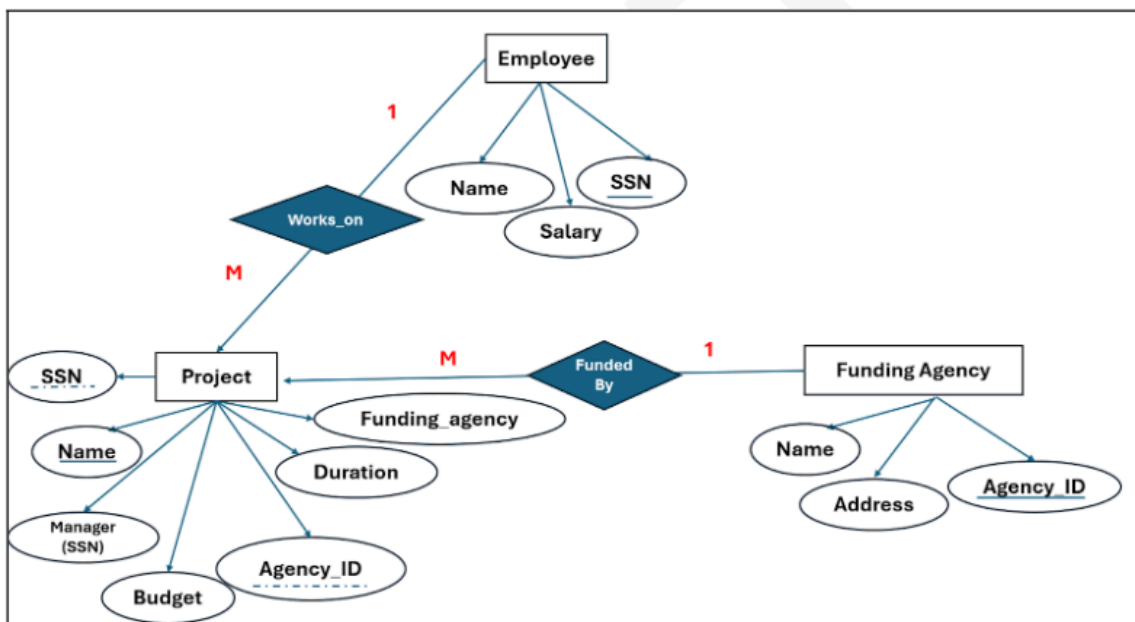 Employee
1
Name
SSN
Salary
Works_on
M
SSN
Project
M
Funded
By
1
Funding Agency
Funding_agency
Name
Duration
Name
Address
Agency_ID
Manager
(SSN)
Budget
Agency_ID